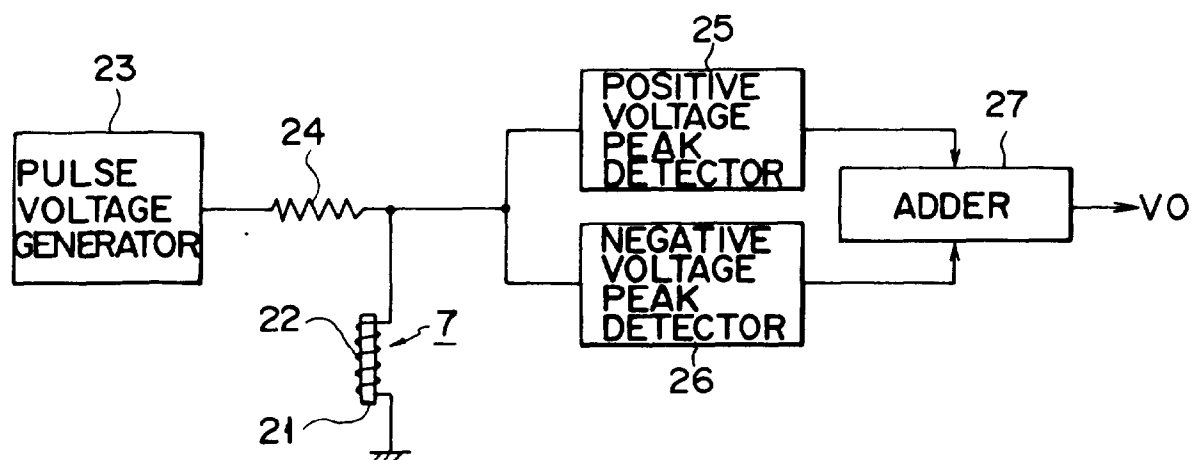 25
23
POSITIVE
VOLTAGE
PEAK
DETECTOR
27
24
PULSE
VOLTAGE
GENERATOR
ADDER
VO
NEGATIVE
VOLTAGE
PEAK
DETECTOR
22
7
26
21